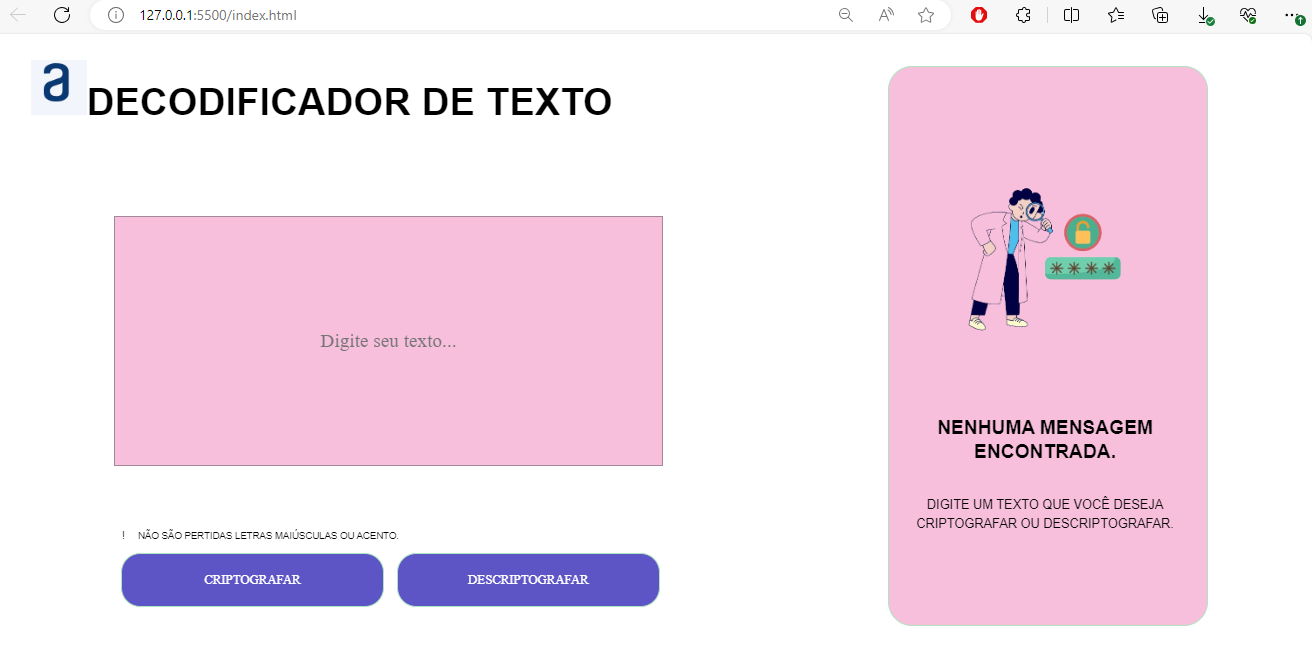 127.0.0.1:5500/index.html
a
DECODIFICADOR DE TEXTO
Digite seu texto...
! NÃO SÃO PERTIDAS LETRAS MAIÚSCULAS OU ACENTO.
CRIPTOGRAFAR
DESCRIPTOGRAFAR
****
NENHUMA MENSAGEM
ENCONTRADA.
DIGITE UM TEXTO QUE VOCÊ DESEJA
CRIPTOGRAFAR OU DESCRIPTOGRAFAR.